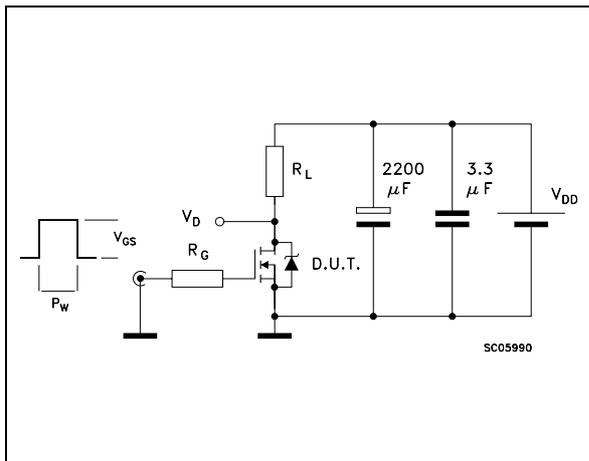 R_L
2200
µF
3.3
µF
V_DD
V_D
V_GS
R_G
D.U.T.
P_W
SC05990